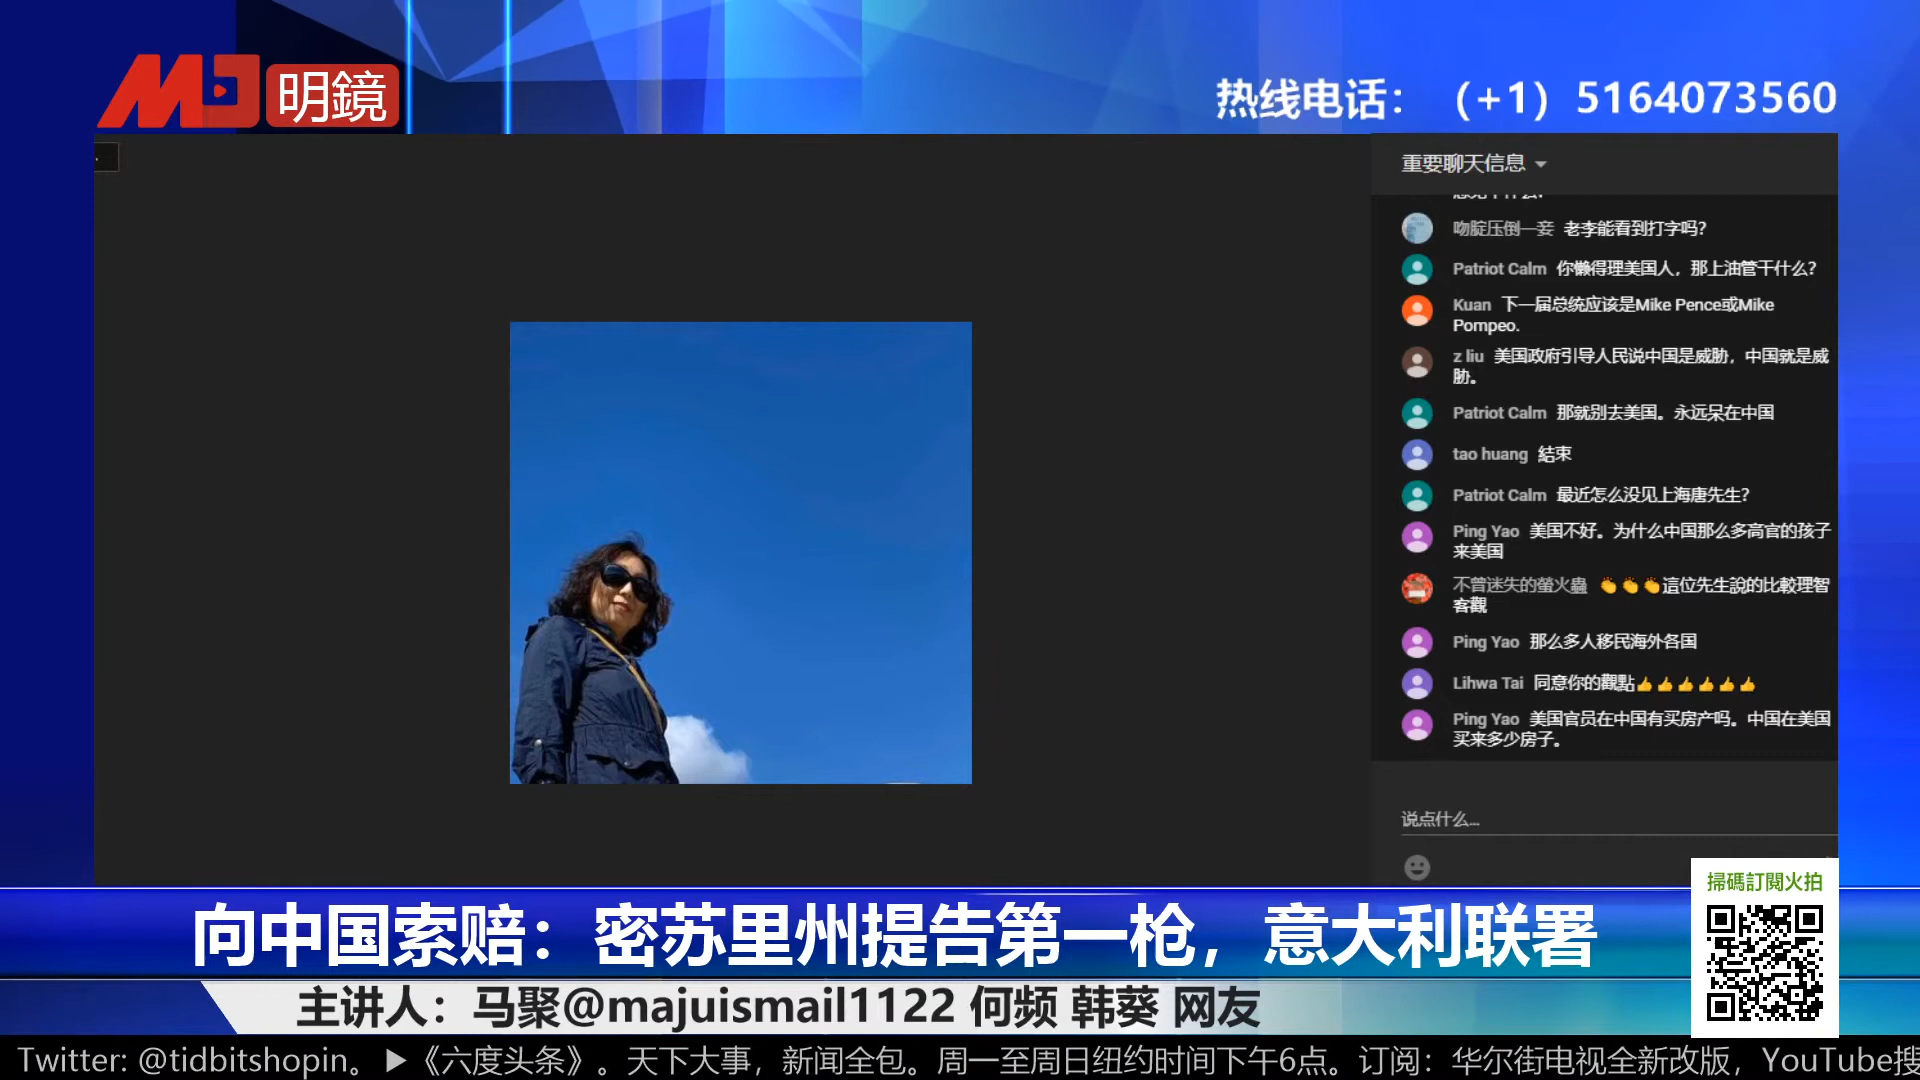 MJ 明鏡
热线电话：（+1）5164073560
重要聊天信息
吻腚压倒一妾 老李能看到打字吗？
Patriot Calm 你懒得理美国人，那上油管干什么？
Kuan 下一届总统应该是Mike Pence或Mike
Pompeo.
z liu 美国政府引导人民说中国是威胁，中国就是威
胁。
Patriot Calm 那就别去美国。永远呆在中国
tao huang 結束
Patriot Calm 最近怎么没见上海唐先生？
Ping Yao 美国不好。为什么中国那么多高官的孩子
来美国
不曾迷失的螢火蟲 👏👏👏這位先生說的比較理智
客觀
Ping Yao 那么多人移民海外各国
Lihwa Tai 同意你的觀點👍👍👍👍👍👍
Ping Yao 美国官员在中国有买房产吗。中国在美国
买来多少房子。
说点什么...
掃碼訂閱火拍
向中国索赔：密苏里州提告第一枪，意大利联署
主讲人：马聚@majuismail1122 何频 韩葵 网友
Twitter: @tidbitshopin。▶《六度头条》。天下大事，新闻全包。周一至周日纽约时间下午6点。订阅：华尔街电视全新改版，YouTube搜